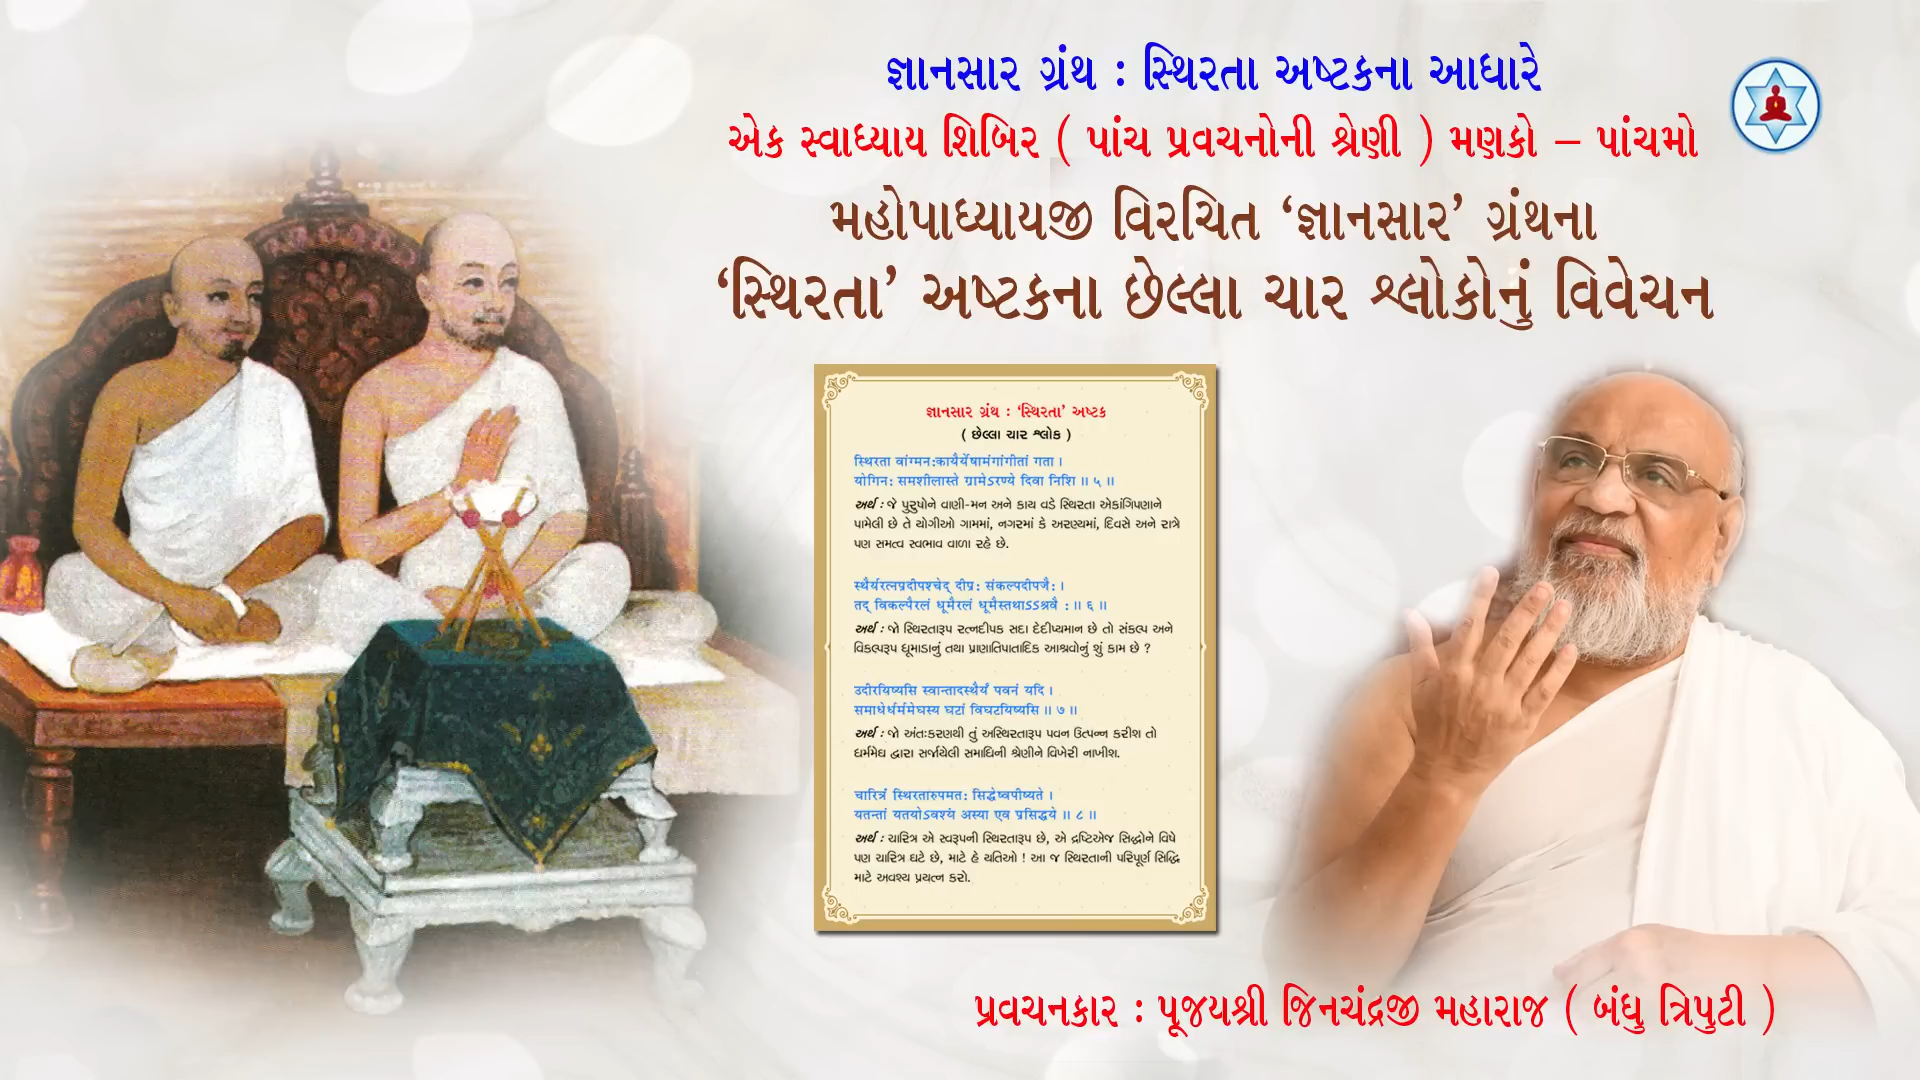 જ્ઞાનસાર ગ્રંથ : સ્થિરતા અષ્ટકના આધારે
એક સ્વાધ્યાય શિબિર ( પાંચ પ્રવચનોની શ્રેણી ) મણકો – પાંચમો
મહોપાધ્યાયજી વિરચિત ‘જ્ઞાનસાર’ ગ્રંથના
‘સ્થિરતા’ અષ્ટકના છેલ્લા ચાર શ્લોકોનું વિવેચન
જ્ઞાનસાર ગ્રંથ : ‘સ્થિરતા’ અષ્ટક
( છેલ્લા ચાર શ્લોક )
स्थिरता वांग्मन:कायैर्येषामंगांगीतां गता ।
योगिन: समशीलास्ते ग्रामेऽरण्ये दिवा निशि ॥ ५ ॥
અર્થ : જે પુરુષોને વાણી-મન અને કાય વડે સ્થિરતા એકાંગિપણાને
પામેલી છે તે યોગીઓ ગામમાં, નગરમાં કે અરણ્યમાં, દિવસે અને રાત્રે
પણ સમત્વ સ્વભાવ વાળા રહે છે.
स्थैर्यरत्नप्रदीपश्चेद् दीप्र: संकल्पदीपजै: ।
तद् विकल्पैरलं धूमैरलं धूमैस्तथाऽऽश्रवै : ॥ ६ ॥
અર્થ : જો સ્થિરતારૂપ રત્નદીપક સદા દેદીપ્યમાન છે તો સંકલ્પ અને
વિકલ્પરૂપ ધૂમાડાનું તથા પ્રાણાતિપાતાદિક આશ્રવોનું શું કામ છે ?
उदीरयिष्यसि स्वान्तादस्थैर्यं पवनं यदि ।
समाधेर्धर्ममेघस्य घटां विघटयिष्यसि ॥ ७ ॥
અર્થ : જો અંતઃકરણથી તું અસ્થિરતારૂપ પવન ઉત્પન્ન કરીશ તો
ધર્મમેઘ દ્વારા સર્જાયેલી સમાધિની શ્રેણીને વિખેરી નાખીશ.
चारित्रं स्थिरतारुपमत: सिद्धेष्वपीष्यते ।
यतन्तां यतयोऽवश्यं अस्या एव प्रसिद्धये ॥ ८ ॥
અર્થ : ચારિત્ર એ સ્વરૂપની સ્થિરતારૂપ છે, એ દ્રષ્ટિએજ સિદ્ધોને વિષે
પણ ચારિત્ર ઘટે છે, માટે હે યતિઓ ! આ જ સ્થિરતાની પરિપૂર્ણ સિદ્ધિ
માટે અવશ્ય પ્રયત્ન કરો.
પ્રવચનકાર : પૂજયશ્રી જિનચંદ્રજી મહારાજ ( બંધુ ત્રિપુટી )